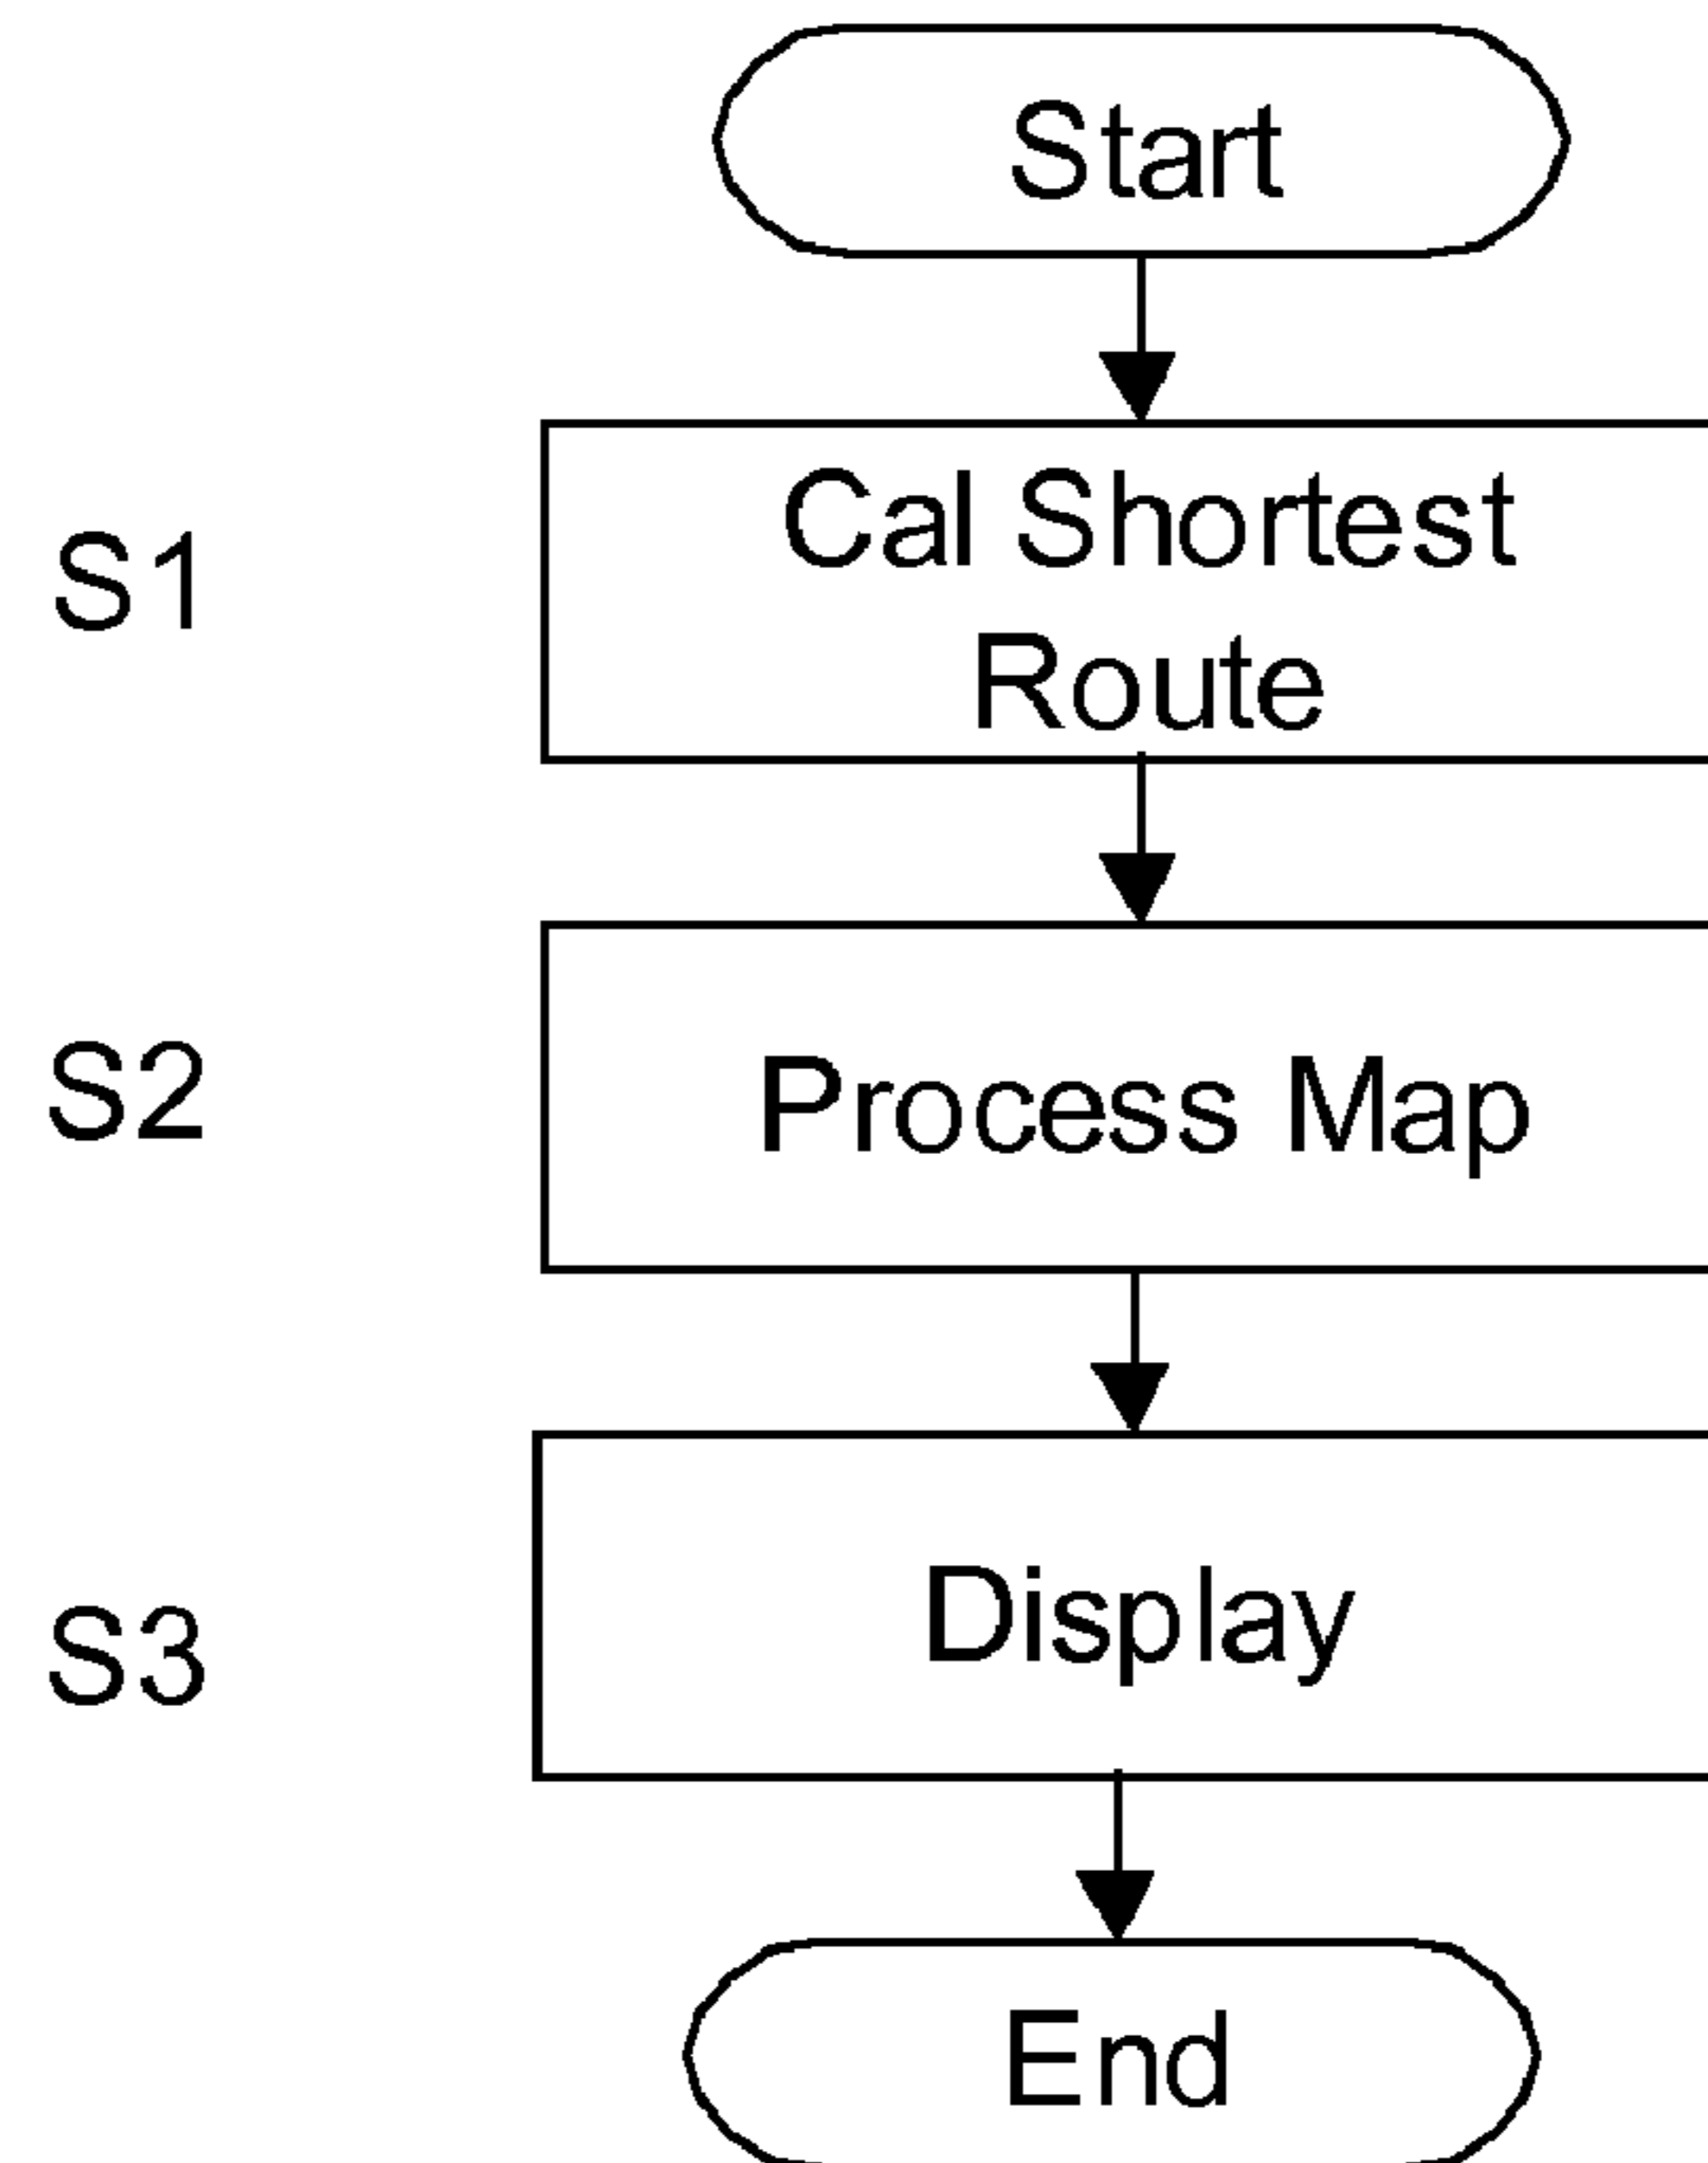 Start
S1
Cal Shortest
Route
S2
Process Map
S3
Display
End